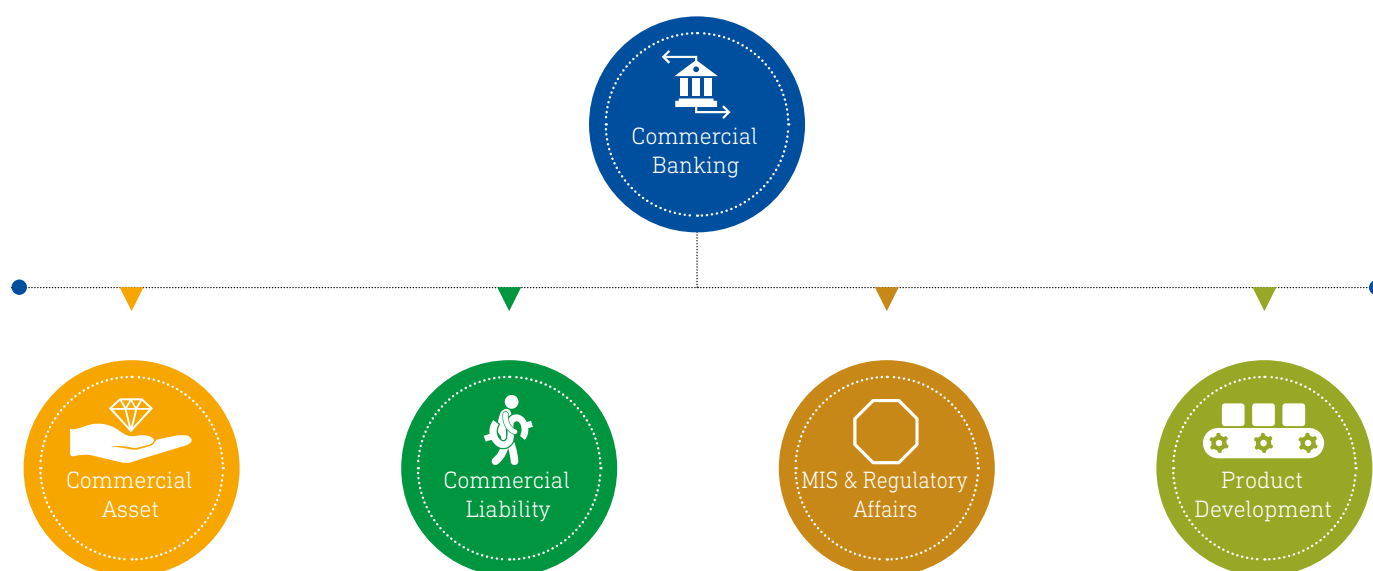 Commercial
Banking
Commercial
Asset
Commercial
Liability
MIS & Regulatory
Affairs
Product
Development